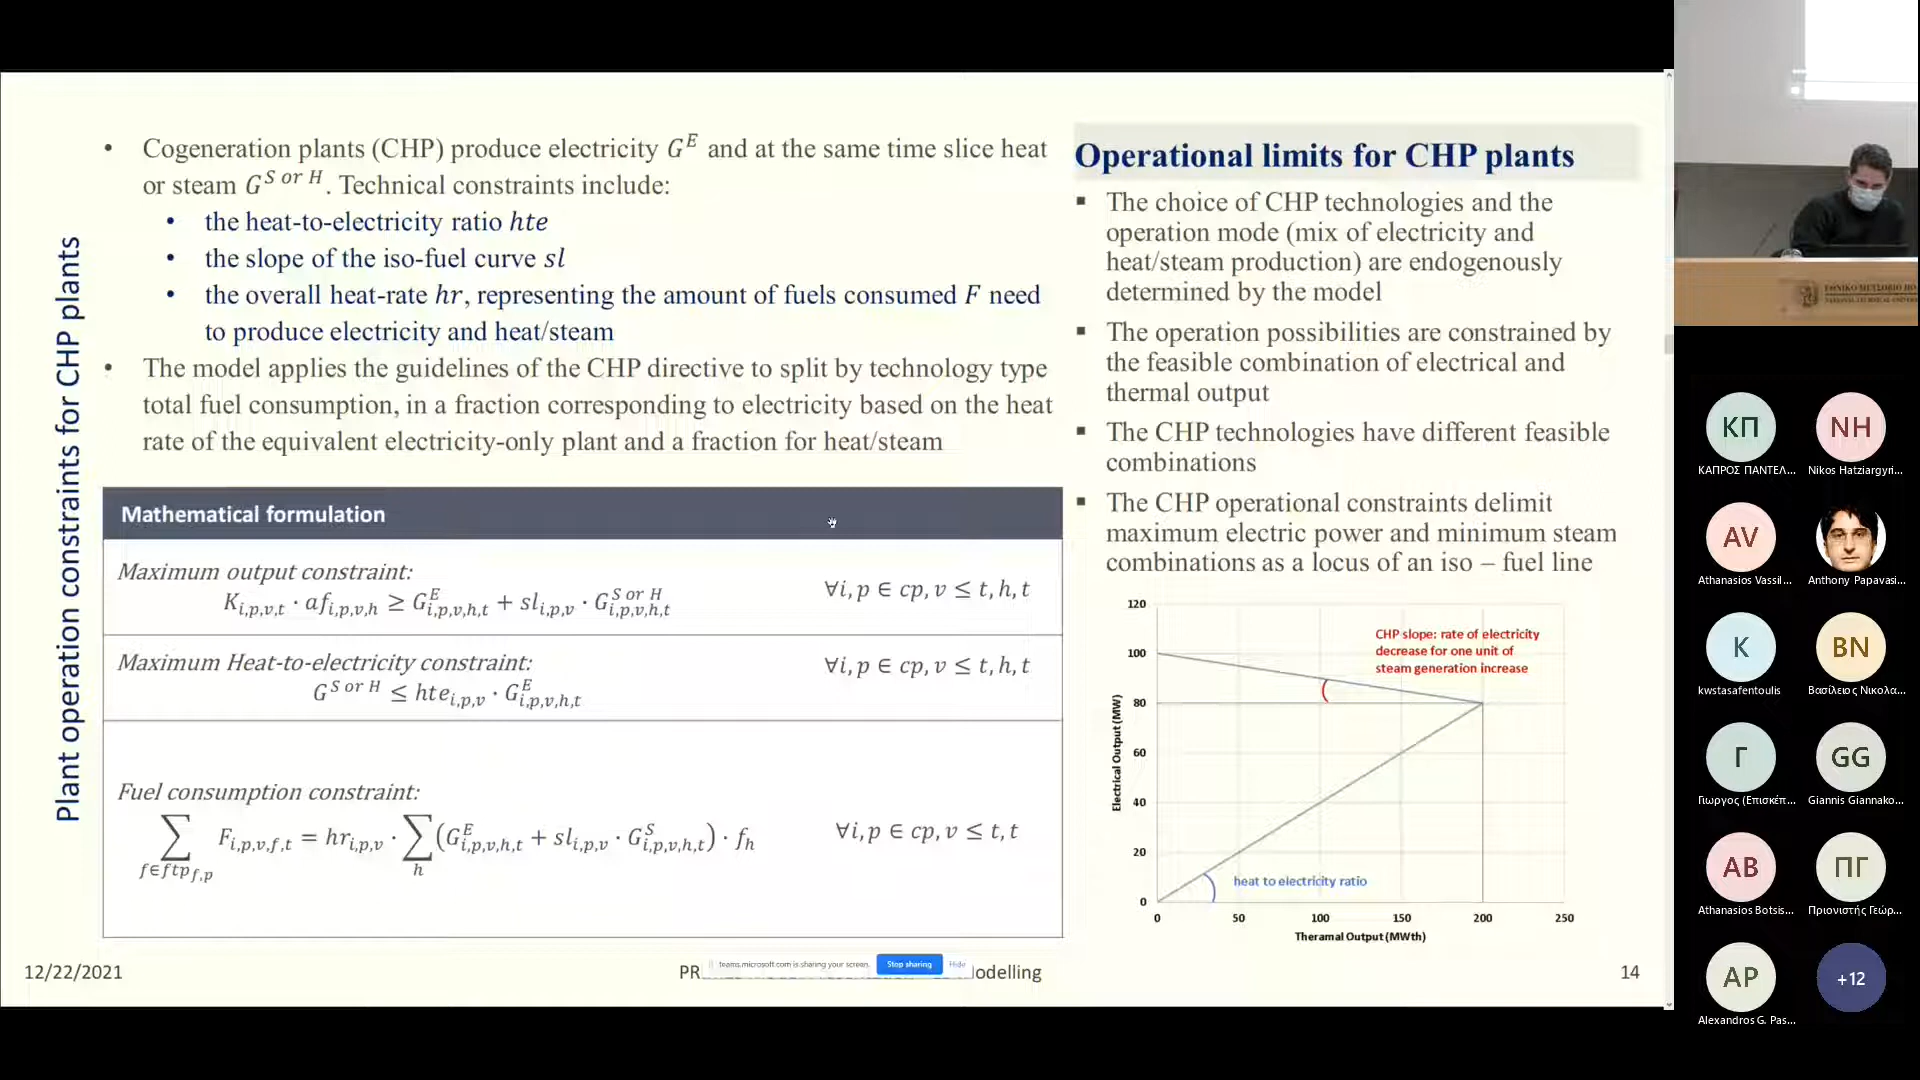 Plant operation constraints for CHP plants
• Cogeneration plants (CHP) produce electricity G^E and at the same time slice heat
or steam G^{S or H}. Technical constraints include:
• the heat-to-electricity ratio hte
• the slope of the iso-fuel curve sl
• the overall heat-rate hr, representing the amount of fuels consumed F need
to produce electricity and heat/steam
• The model applies the guidelines of the CHP directive to split by technology type
total fuel consumption, in a fraction corresponding to electricity based on the heat
rate of the equivalent electricity-only plant and a fraction for heat/steam
Mathematical formulation
Maximum output constraint:
K_{i,p,v,t} · af_{i,p,v,h} ≥ G^E_{i,p,v,h,t} + sl_{i,p,v} · G^{S or H}_{i,p,v,h,t} ∀i, p ∈ cp, v ≤ t, h, t
Maximum Heat-to-electricity constraint:
G^{S or H} ≤ hte_{i,p,v} · G^E_{i,p,v,h,t} ∀i, p ∈ cp, v ≤ t, h, t
Fuel consumption constraint:
∑_{f∈ftp_{f,p}} F_{i,p,v,f,t} = hr_{i,p,v} · ∑_h (G^E_{i,p,v,h,t} + sl_{i,p,v} · G^S_{i,p,v,h,t}) · f_h ∀i, p ∈ cp, v ≤ t, t
Operational limits for CHP plants
▪ The choice of CHP technologies and the
operation mode (mix of electricity and
heat/steam production) are endogenously
determined by the model
▪ The operation possibilities are constrained by
the feasible combination of electrical and
thermal output
▪ The CHP technologies have different feasible
combinations
▪ The CHP operational constraints delimit
maximum electric power and minimum steam
combinations as a locus of an iso – fuel line
120
100
80
60
40
20
0
Electrical Output (MW)
CHP slope: rate of electricity
decrease for one unit of
steam generation increase
heat to electricity ratio
0 50 100 150 200 250
Theramal Output (MWth)
12/22/2021
PR
teams.microsoft.com is sharing your screen.
Stop sharing
Hide
odelling
14
ΕΘΝΙΚΟ ΜΕΤΣΟΒΙΟ ΠΟ
ΚΠ
ΚΑΠΡΟΣ ΠΑΝΤΕΛ...
NH
Nikos Hatziargyri...
AV
Athanasios Vassil...
Anthony Papavasi...
K
kwstasafentoulis
BN
Βασίλειος Νικολα...
Γ
Γιωργος (Επισκέπ...
GG
Giannis Giannako...
AB
Athanasios Botsis...
ΠΓ
Πριονιστής Γεώρ...
AP
Alexandros G. Pas...
+12